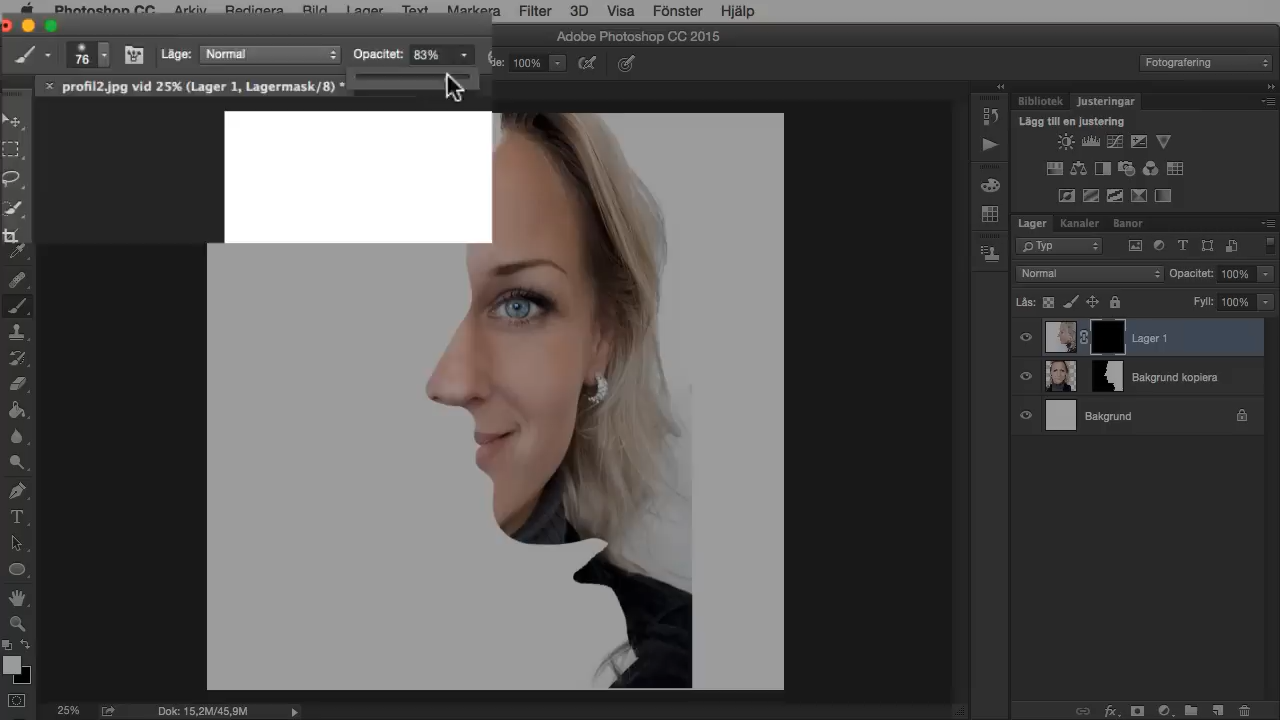 Photoshop CC Arkiv Redigera Bild Lager Text Markera Filter 3D Visa Fönster Hjälp
Adobe Photoshop CC 2015
76 Läge: Normal Opacitet: 83% de: 100% Fotografering
× profil2.jpg vid 25% (Lager 1, Lagermask/8) *
Bibliotek Justeringar
Lägg till en justering
Lager Kanaler Banor
Typ
Normal Opacitet: 100%
Lås: Fyll: 100%
Lager 1
Bakgrund kopiera
Bakgrund
25% Dok: 15,2M/45,9M